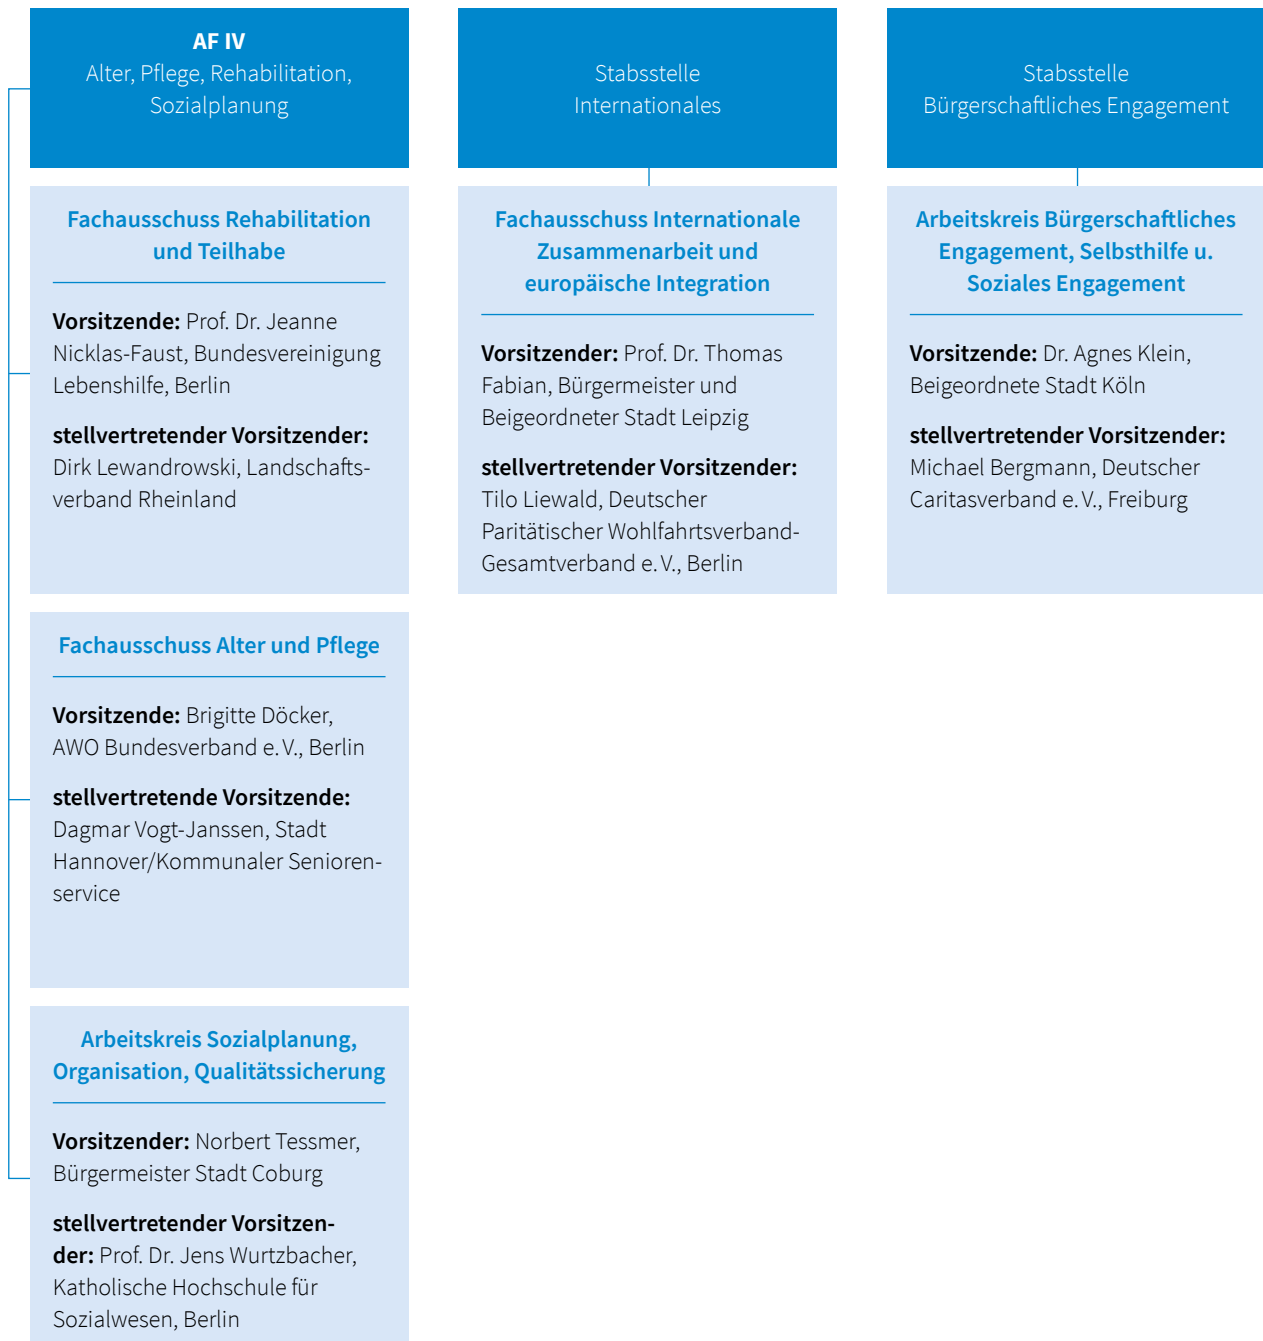 AF IV
Alter, Pflege, Rehabilitation,
Sozialplanung
Fachausschuss Rehabilitation
und Teilhabe
Vorsitzende: Prof. Dr. Jeanne
Nicklas-Faust, Bundesvereinigung
Lebenshilfe, Berlin
stellvertretender Vorsitzender:
Dirk Lewandrowski, Landschafts-
verband Rheinland
Fachausschuss Alter und Pflege
Vorsitzende: Brigitte Döcker,
AWO Bundesverband e. V., Berlin
stellvertretende Vorsitzende:
Dagmar Vogt-Janssen, Stadt
Hannover/Kommunaler Senioren-
service
Arbeitskreis Sozialplanung,
Organisation, Qualitätssicherung
Vorsitzender: Norbert Tessmer,
Bürgermeister Stadt Coburg
stellvertretender Vorsitzen-
der: Prof. Dr. Jens Wurtzbacher,
Katholische Hochschule für
Sozialwesen, Berlin
Stabsstelle
Internationales
Fachausschuss Internationale
Zusammenarbeit und
europäische Integration
Vorsitzender: Prof. Dr. Thomas
Fabian, Bürgermeister und
Beigeordneter Stadt Leipzig
stellvertretender Vorsitzender:
Tilo Liewald, Deutscher
Paritätischer Wohlfahrtsverband-
Gesamtverband e. V., Berlin
Stabsstelle
Bürgerschaftliches Engagement
Arbeitskreis Bürgerschaftliches
Engagement, Selbsthilfe u.
Soziales Engagement
Vorsitzende: Dr. Agnes Klein,
Beigeordnete Stadt Köln
stellvertretender Vorsitzender:
Michael Bergmann, Deutscher
Caritasverband e. V., Freiburg